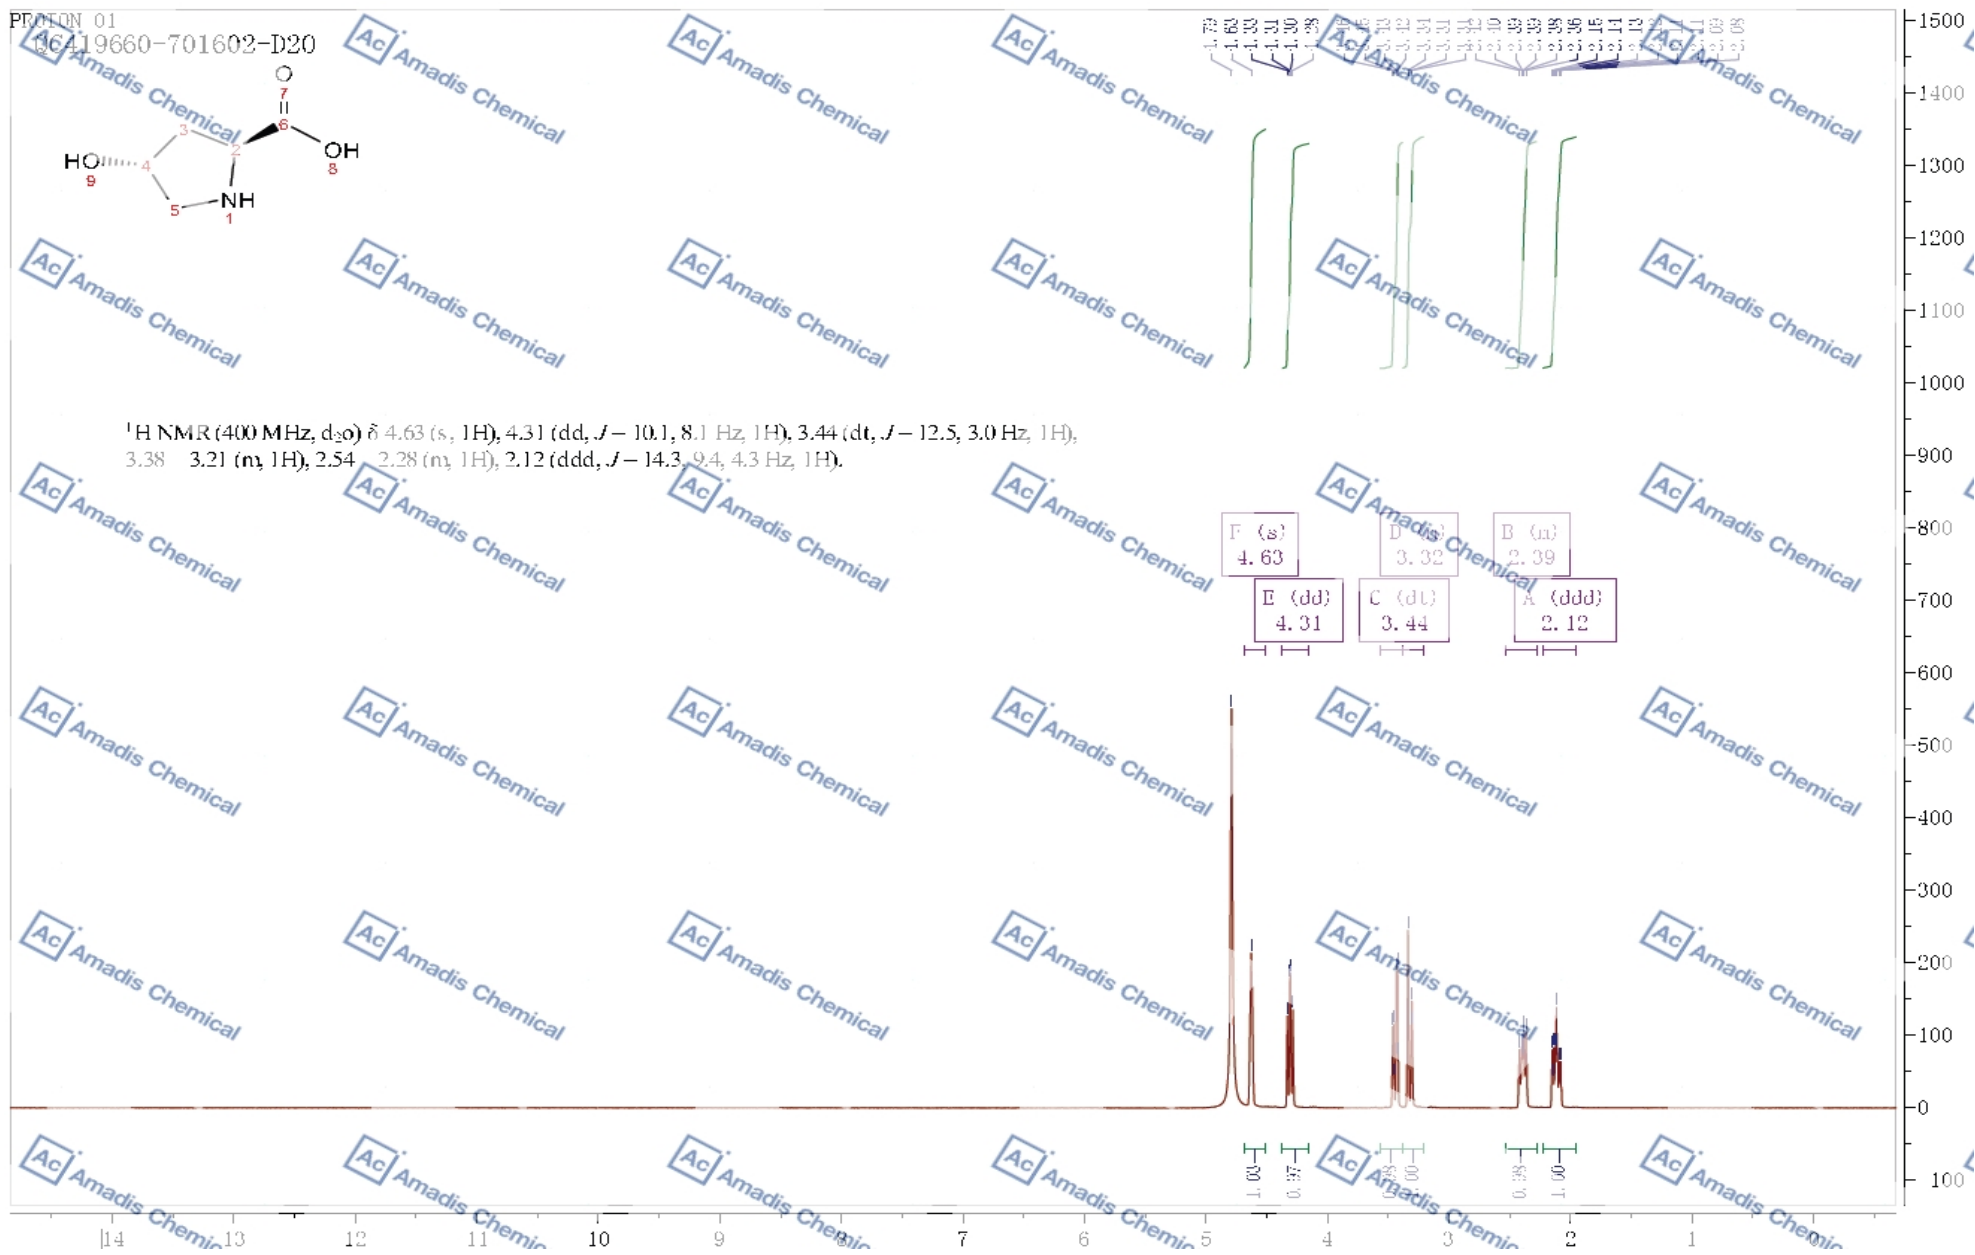 PROTON 01
QC419660-701602-D2O
O
7
3
6
2
OH
8
HO
9
4
5
NH
1
¹H NMR (400 MHz, d₂o) δ 4.63 (s, 1H), 4.31 (dd, J = 10.1, 8.1 Hz, 1H), 3.44 (dt, J = 12.5, 3.0 Hz, 1H),
3.38 – 3.21 (m, 1H), 2.54 – 2.28 (m, 1H), 2.12 (ddd, J = 14.3, 9.4, 4.3 Hz, 1H).
F (s)
4.63
D (m)
3.32
B (m)
2.39
E (dd)
4.31
C (dt)
3.44
A (ddd)
2.12
1500
1400
1300
1200
1100
1000
900
800
700
600
500
400
300
200
100
0
100
1.03
0.97
0.98
1.00
0.98
1.00
14 13 12 11 10 9 8 7 6 5 4 3 2 1 0
Ac Amadis Chemical